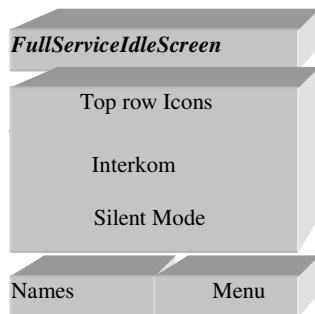 FullServiceIdleScreen
Top row Icons
Interkom
Silent Mode
Names Menu